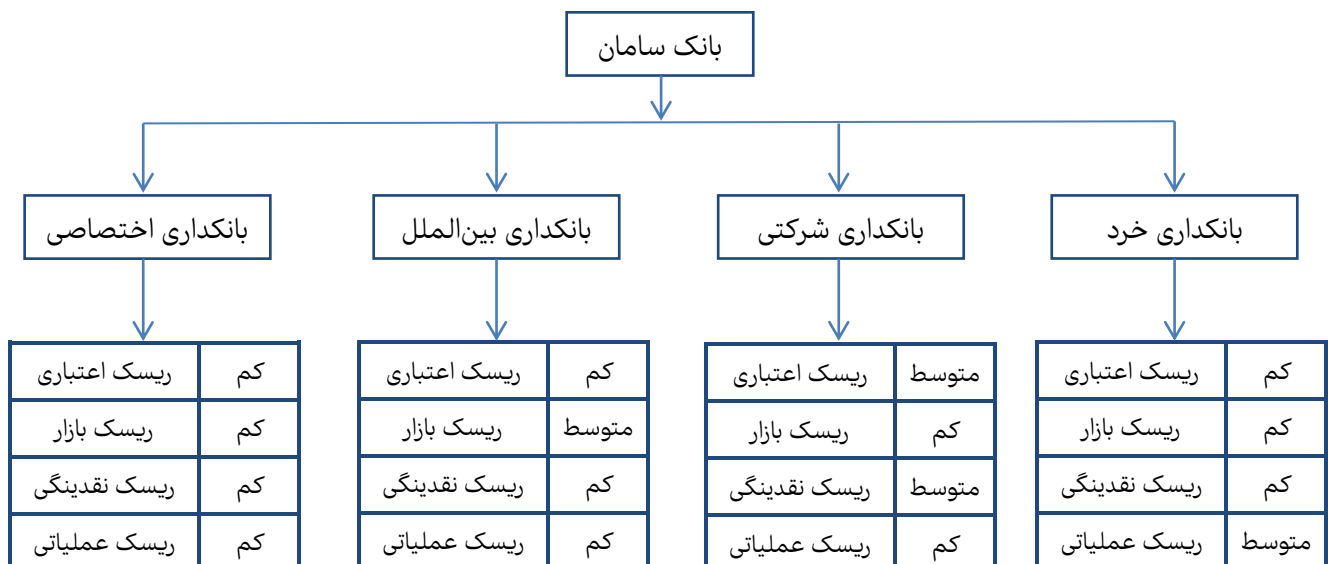 بانک سامان
بانکداری خرد
بانکداری شرکتی
بانکداری بین‌الملل
بانکداری اختصاصی
کم
ریسک اعتباری
کم
ریسک بازار
کم
ریسک نقدینگی
متوسط
ریسک عملیاتی
متوسط
ریسک اعتباری
کم
ریسک بازار
متوسط
ریسک نقدینگی
کم
ریسک عملیاتی
کم
ریسک اعتباری
متوسط
ریسک بازار
کم
ریسک نقدینگی
کم
ریسک عملیاتی
کم
ریسک اعتباری
کم
ریسک بازار
کم
ریسک نقدینگی
کم
ریسک عملیاتی